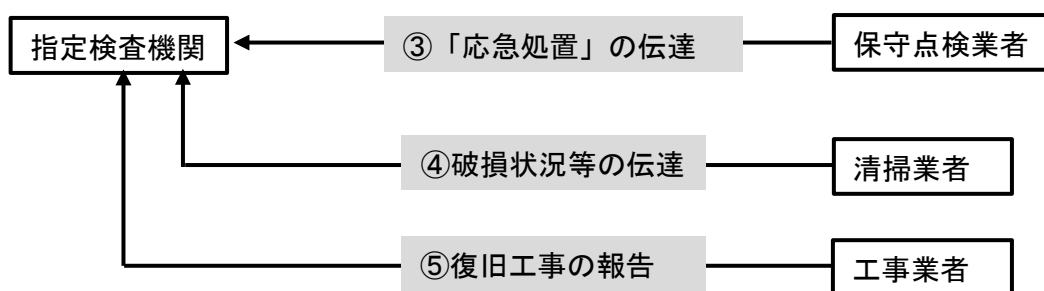 指定検査機関
③「応急処置」の伝達
保守点検業者
④破損状況等の伝達
清掃業者
⑤復旧工事の報告
工事業者